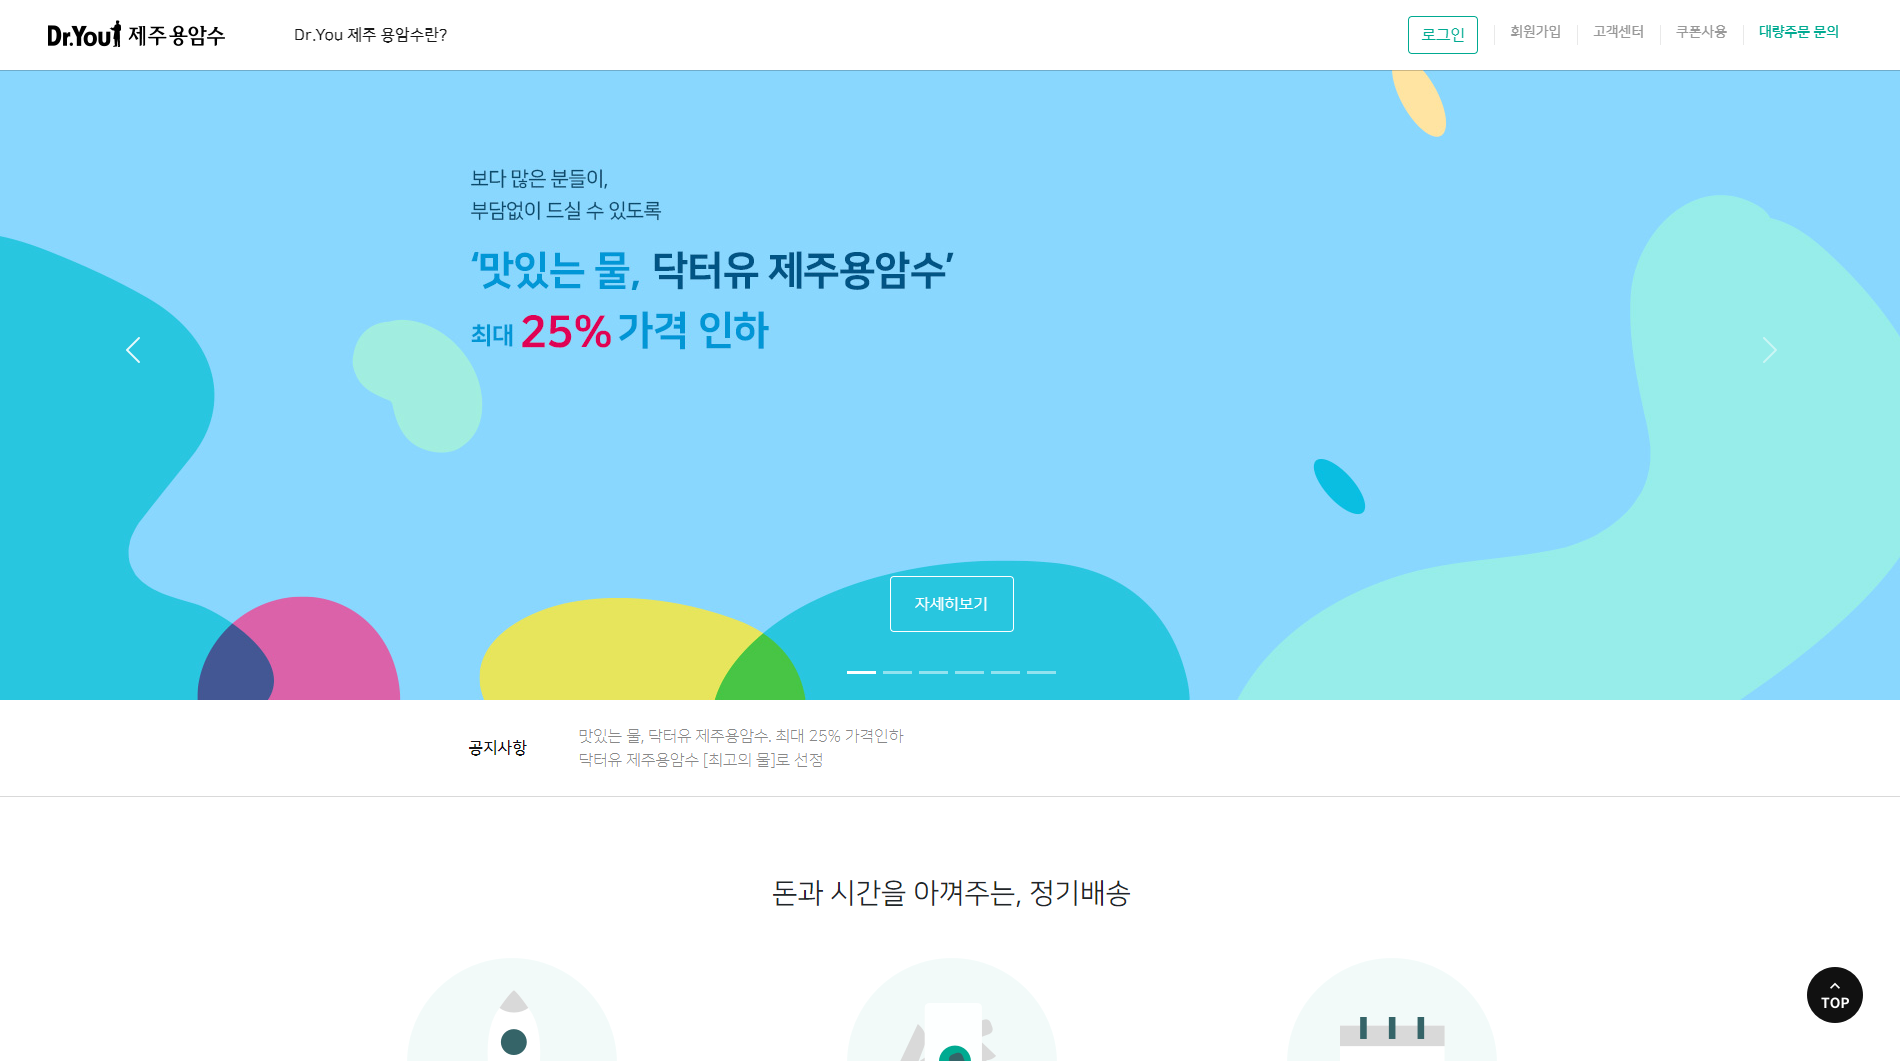 Dr.You 제주 용암수
Dr.You 제주 용암수란?
로그인
회원가입
고객센터
쿠폰사용
대량주문 문의
보다 많은 분들이,
부담없이 드실 수 있도록
‘맛있는 물, 닥터유 제주용암수’
최대 25% 가격 인하
자세히보기
공지사항
맛있는 물, 닥터유 제주용암수. 최대 25% 가격인하
닥터유 제주용암수 [최고의 물]로 선정
돈과 시간을 아껴주는, 정기배송
TOP